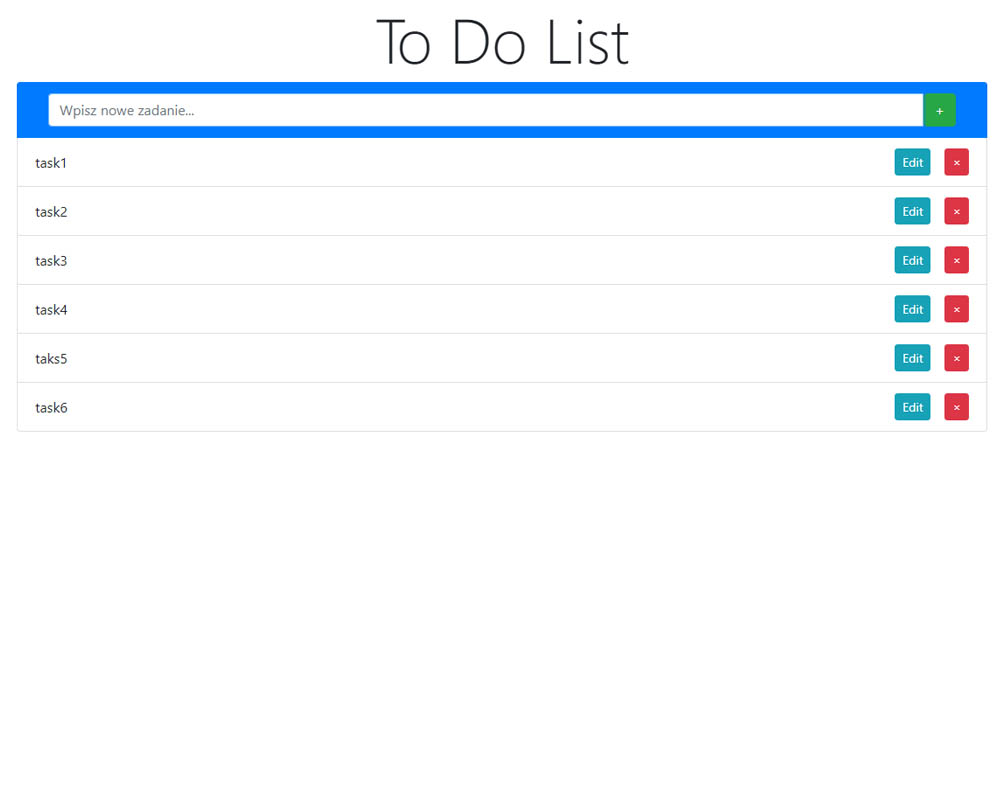 To Do List
Wpisz nowe zadanie... +
task1 Edit ×
task2 Edit ×
task3 Edit ×
task4 Edit ×
taks5 Edit ×
task6 Edit ×